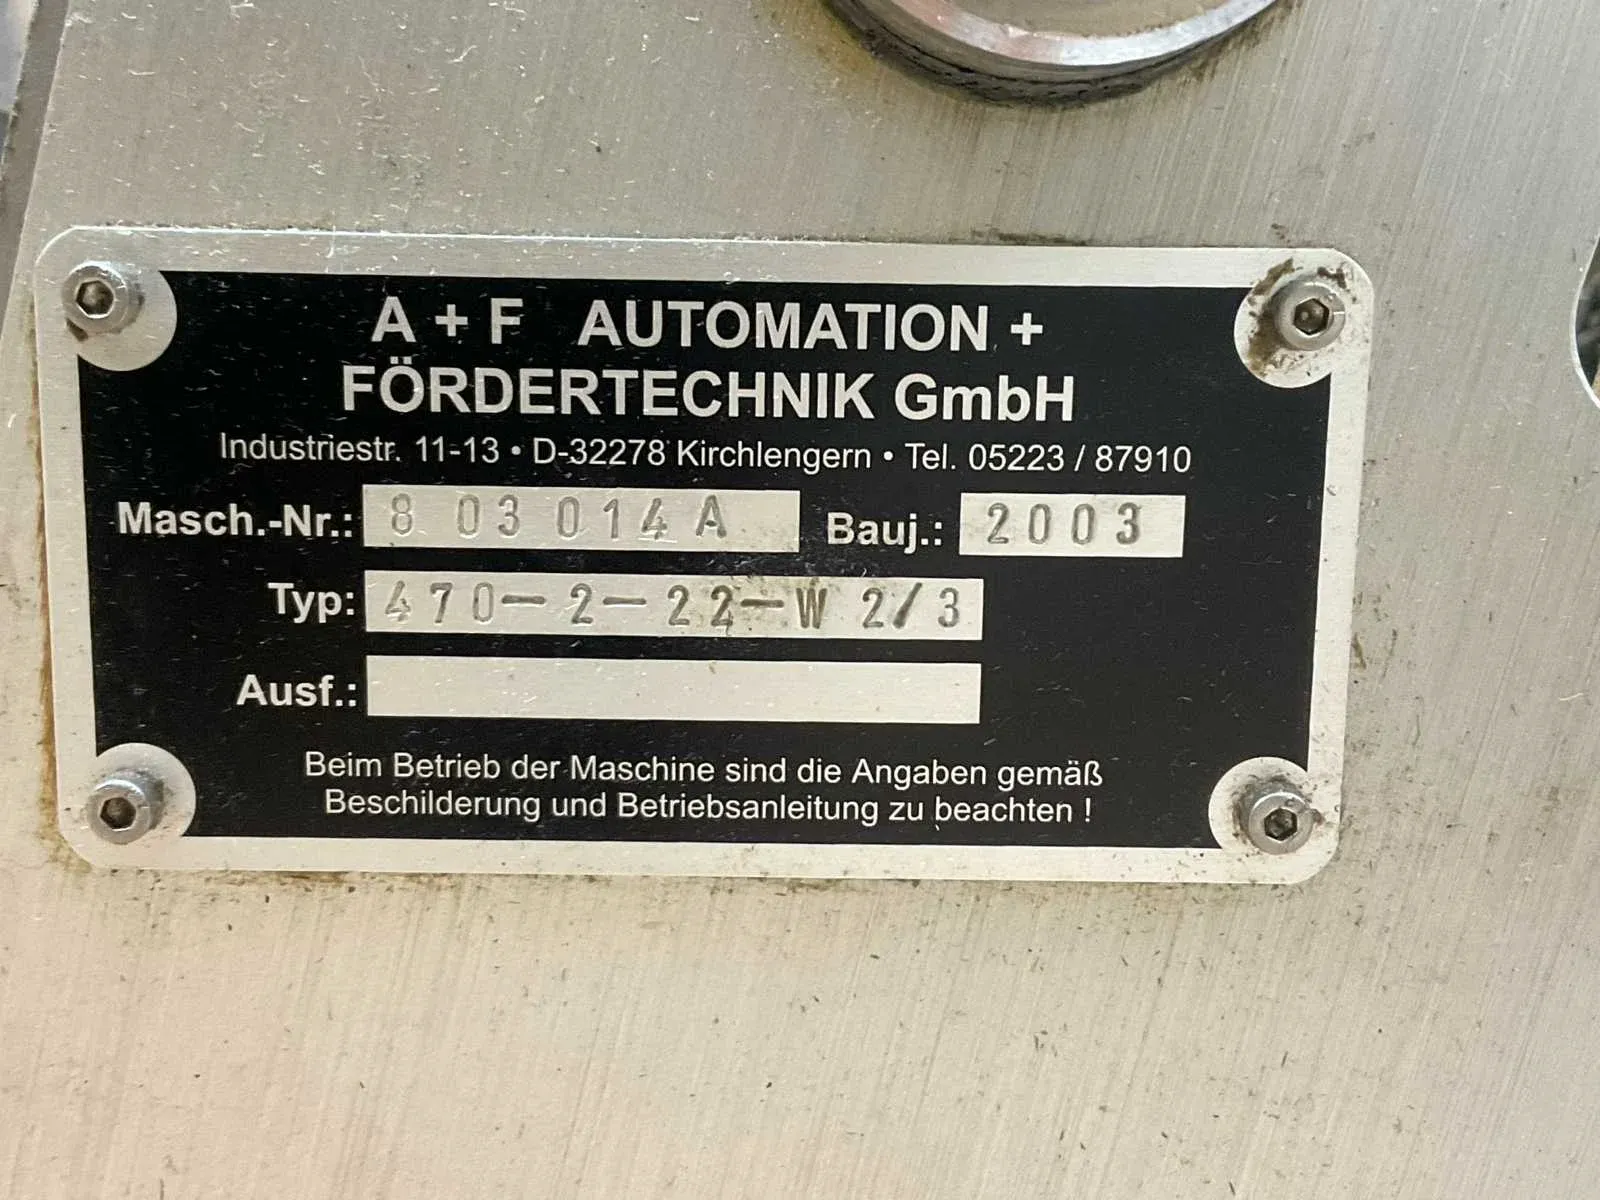 A + F AUTOMATION +
FÖRDERTECHNIK GmbH
Industriestr. 11-13 • D-32278 Kirchlengern • Tel. 05223 / 87910
Masch.-Nr.: 8 03 014 A Bauj.: 2003
Typ: 470-2-22-W 2/3
Ausf.:
Beim Betrieb der Maschine sind die Angaben gemäß
Beschilderung und Betriebsanleitung zu beachten !